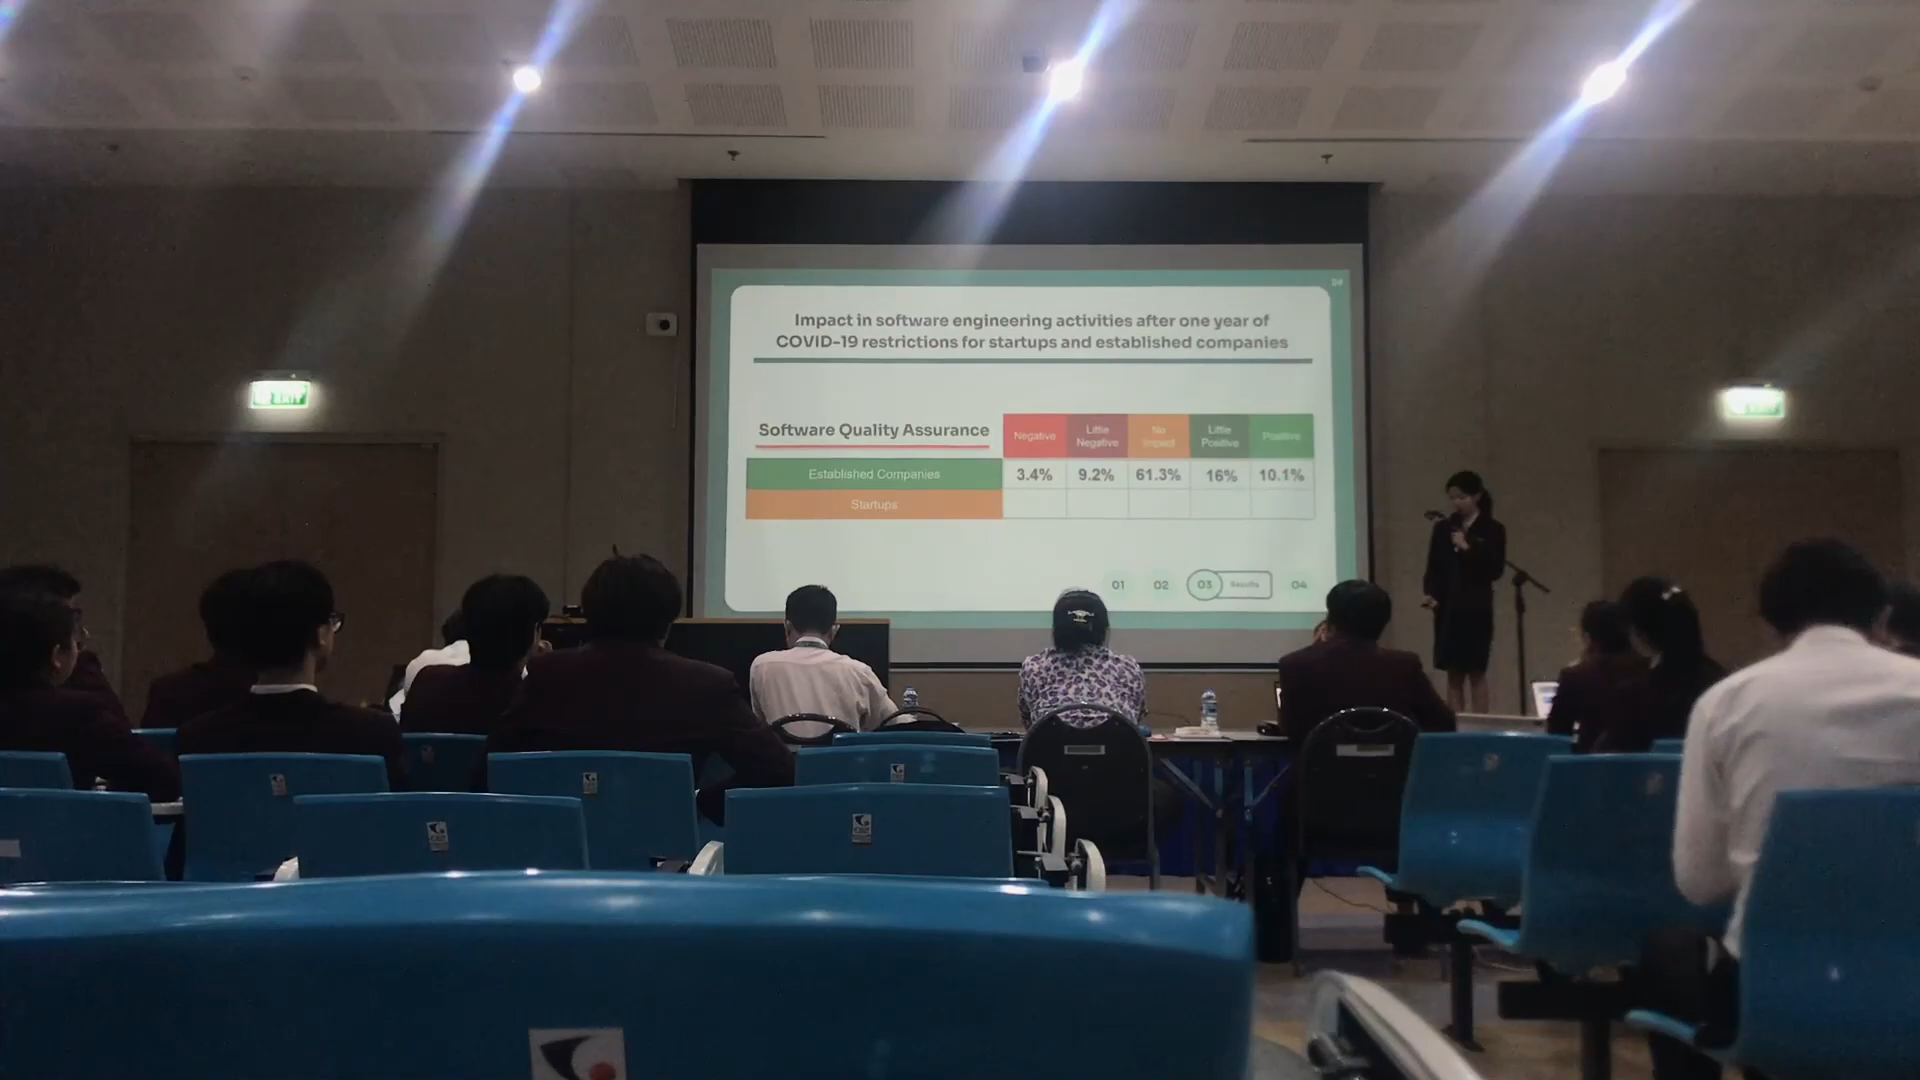 EXIT
24
Impact in software engineering activities after one year of
COVID-19 restrictions for startups and established companies
Software Quality Assurance
Negative
Little
Negative
No
Impact
Little
Positive
Positive
Established Companies
3.4%
9.2%
61.3%
16%
10.1%
Startups
01
02
03
Results
04